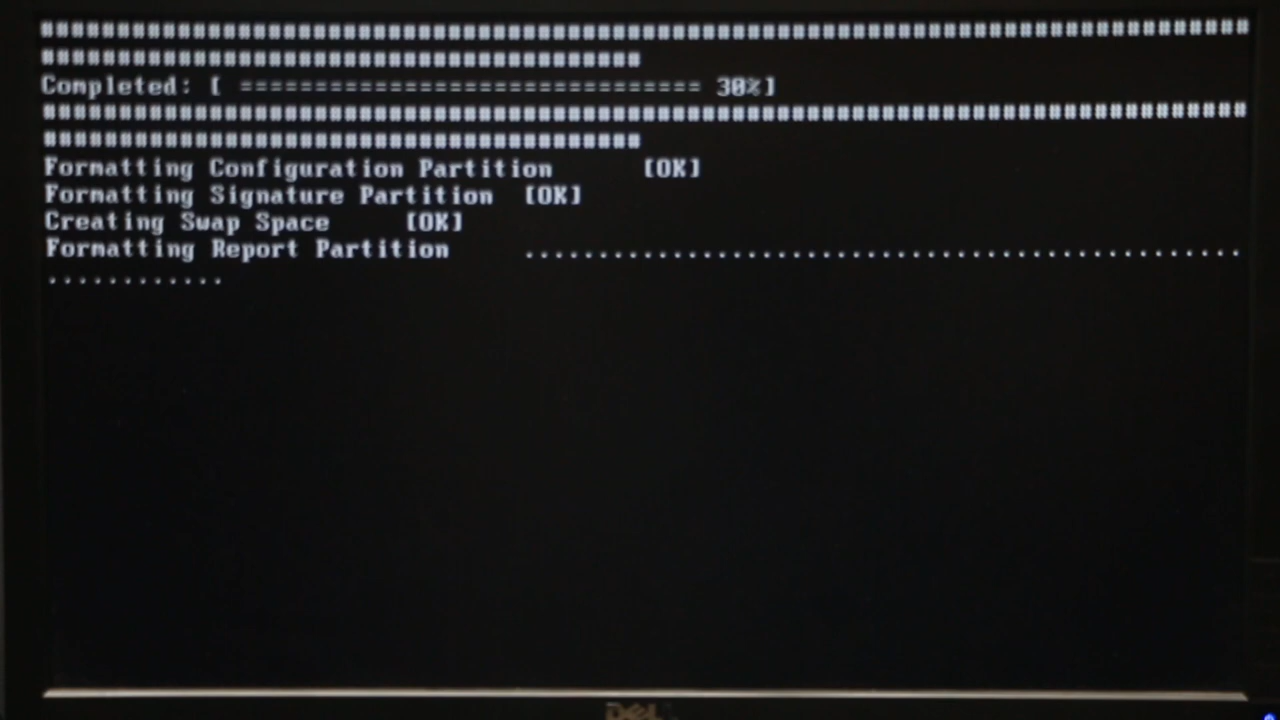 ################################################################################
########################################
Completed: [ =============================== 30%]
################################################################################
########################################
Formatting Configuration Partition [OK]
Formatting Signature Partition [OK]
Creating Swap Space [OK]
Formatting Report Partition ................................................
............
DELL